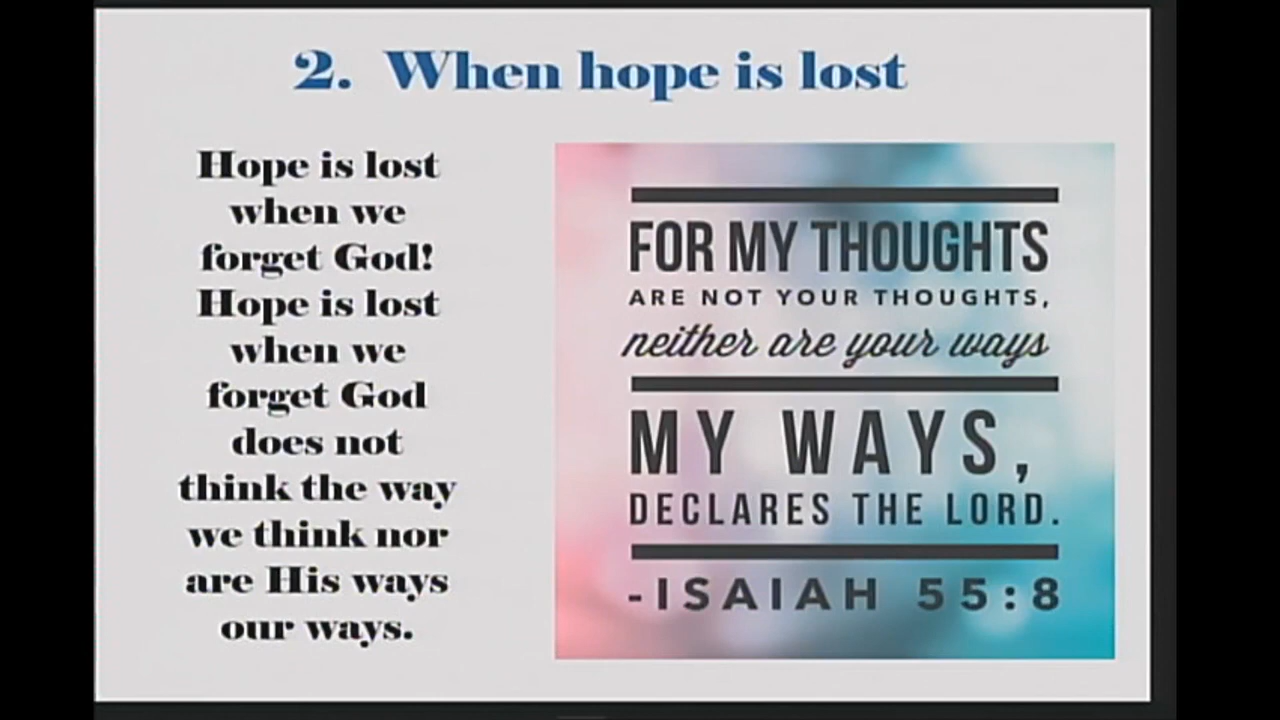 2. When hope is lost
Hope is lost
when we
forget God!
Hope is lost
when we
forget God
does not
think the way
we think nor
are His ways
our ways.
FOR MY THOUGHTS
ARE NOT YOUR THOUGHTS,
neither are your ways
MY WAYS,
DECLARES THE LORD.
-ISAIAH 55:8